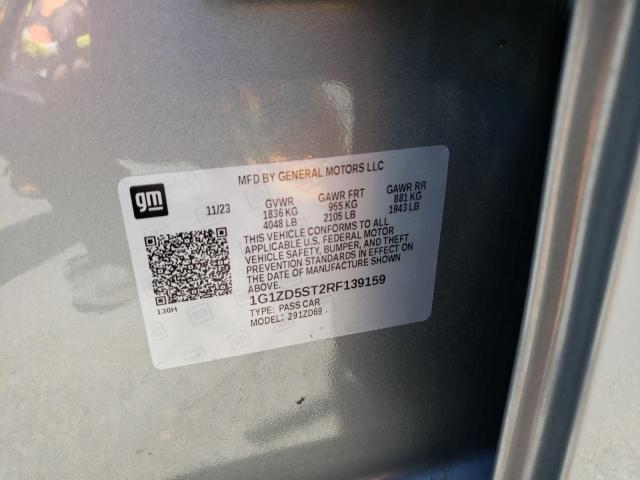 MFD BY GENERAL MOTORS LLC
gm
11/23
GVWR GAWR FRT GAWR RR
1836 KG 955 KG 881 KG
4048 LB 2105 LB 1943 LB
THIS VEHICLE CONFORMS TO ALL
APPLICABLE U.S. FEDERAL MOTOR
VEHICLE SAFETY, BUMPER, AND THEFT
PREVENTION STANDARDS IN EFFECT ON
THE DATE OF MANUFACTURE SHOWN
ABOVE.
1G1ZD5ST2RF139159
130H
TYPE: PASS CAR
MODEL: 291ZD69